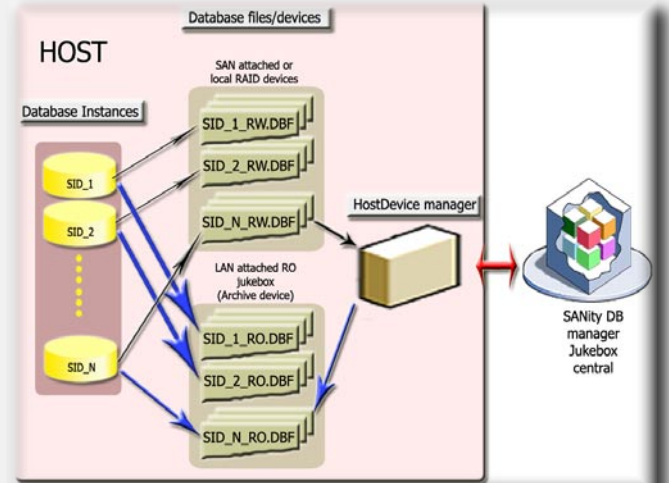 Database files/devices
HOST
SAN attached or
local RAID devices
Database Instances
SID_1_RW.DBF
SID_1
SID_2_RW.DBF
SID_2
SID_N_RW.DBF
HostDevice manager
LAN attached RO
jukebox
(Archive device)
SID_1_RO.DBF
SID_2_RO.DBF
SID_N
SID_N_RO.DBF
SANity DB
manager
Jukebox
central